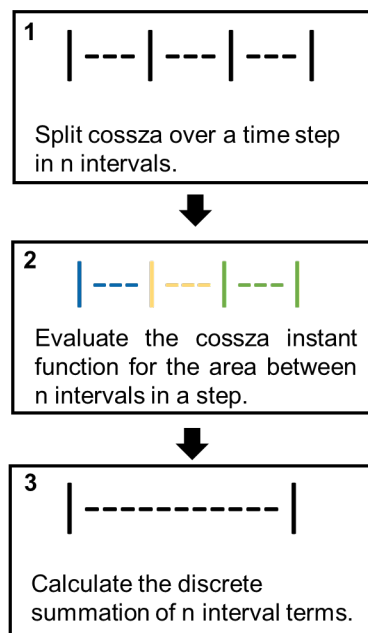 1
Split cossza over a time step
in n intervals.
2
Evaluate the cossza instant
function for the area between
n intervals in a step.
3
Calculate the discrete
summation of n interval terms.